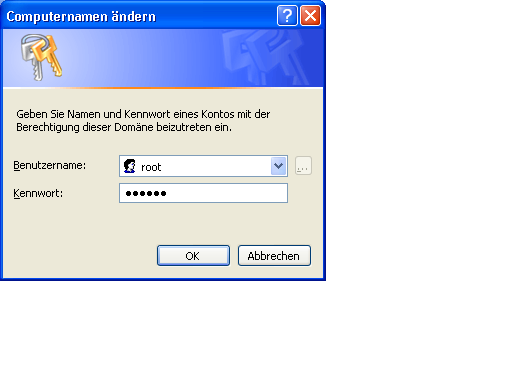 Computernamen ändern
Geben Sie Namen und Kennwort eines Kontos mit der
Berechtigung dieser Domäne beizutreten ein.
Benutzername: root ...
Kennwort: ••••••
OK Abbrechen